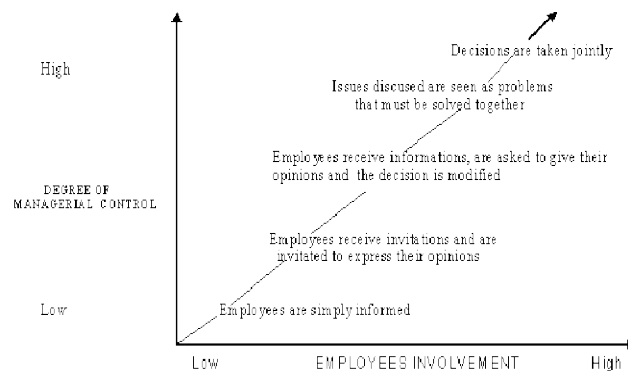 Decisions are taken jointly
High
Issues discused are seen as problems
that must be solved together
Employees receive informations, are asked to give their
opinions and the decision is modified
DEGREE OF
MANAGERIAL CONTROL
Employees receive invitations and are
invitated to express their opinions
Low
Employees are simply informed
Low
EMPLOYEES INVOLVEMENT
High